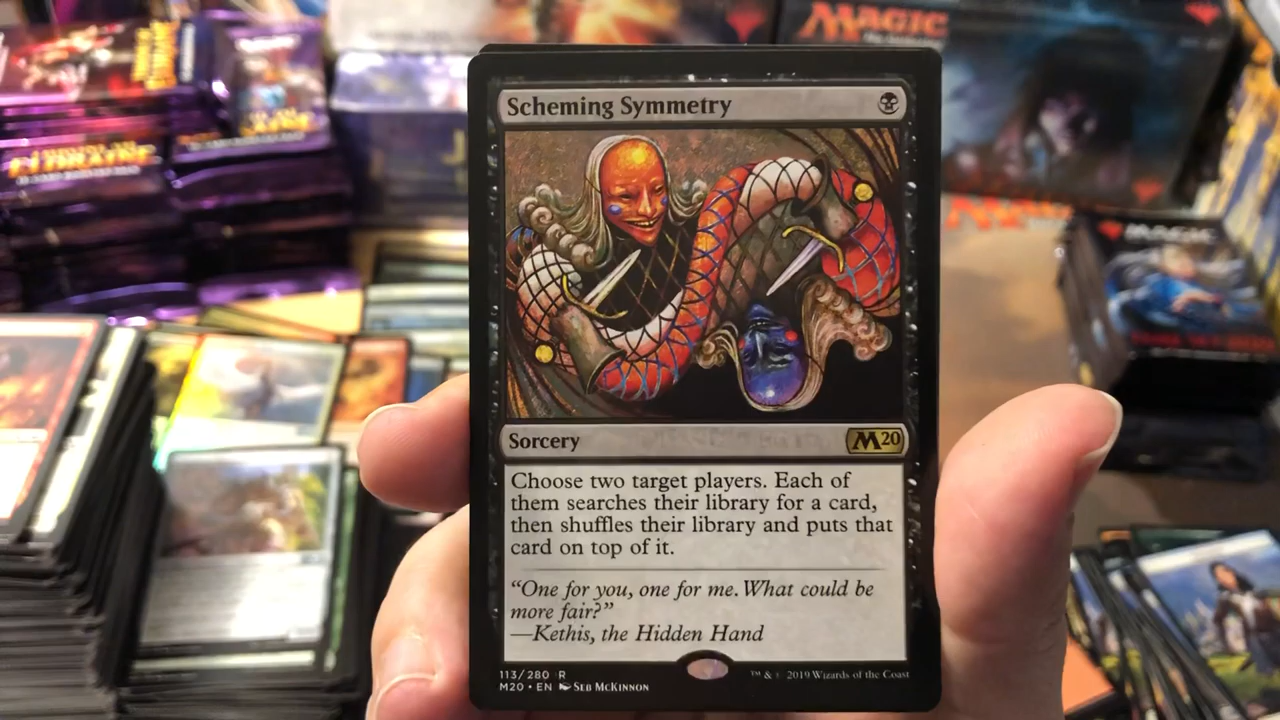 MAGIC
Scheming Symmetry
MAGIC
Sorcery
M20
Choose two target players. Each of
them searches their library for a card,
then shuffles their library and puts that
card on top of it.
“One for you, one for me. What could be
more fair?”
—Kethis, the Hidden Hand
113/280 R
M20 • EN SEB MCKINNON
™ & © 2019 Wizards of the Coast